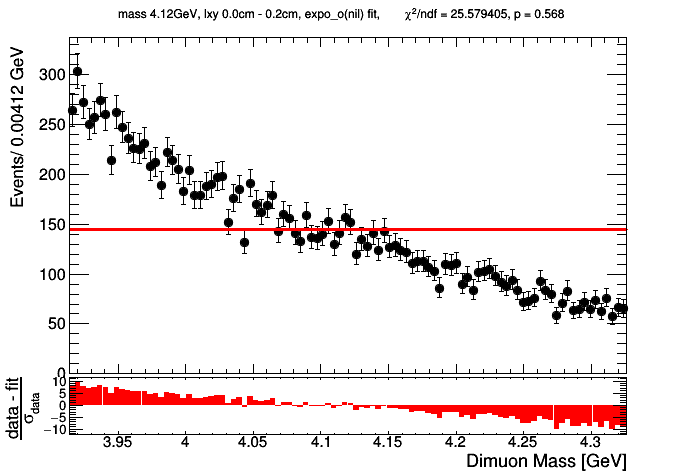 mass 4.12GeV, lxy 0.0cm - 0.2cm, expo_o(nil) fit, χ²/ndf = 25.579405, p = 0.568
Events/ 0.00412 GeV
300
250
200
150
100
50
0
data - fit
σdata
10
5
0
−5
−10
3.95 4 4.05 4.1 4.15 4.2 4.25 4.3
Dimuon Mass [GeV]